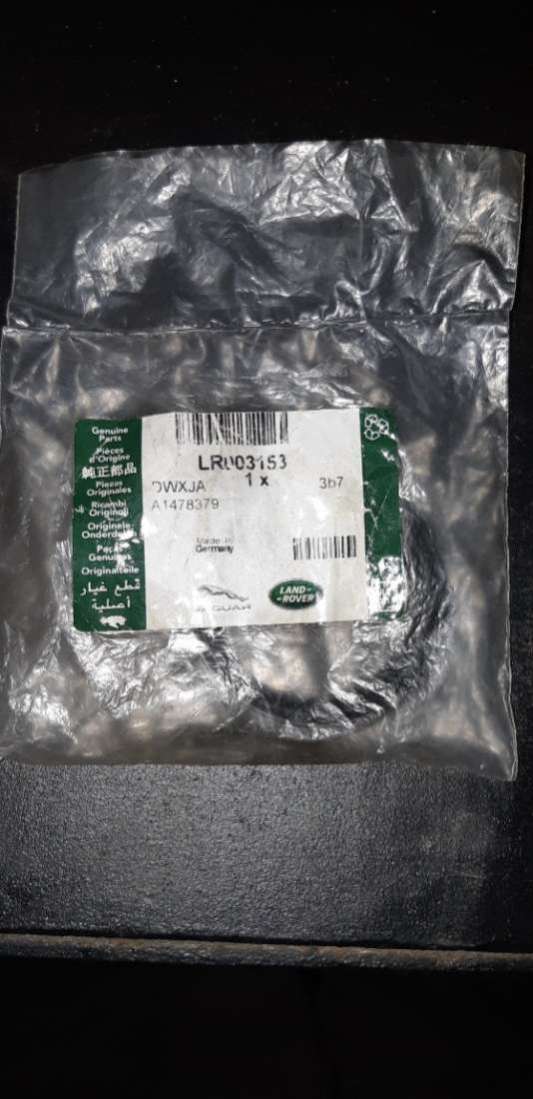 Genuine
Parts
Pièces
d'Origine
純正部品
Piezas
Originales
Ricambi
Originali
Originele
Onderdelen
Peças
Genuínas
Originalteile
قطع غيار
أصلية
LR003153
1 x
3b7
DWXJA
A1478379
Made in
Germany
JAGUAR
LAND-
-ROVER